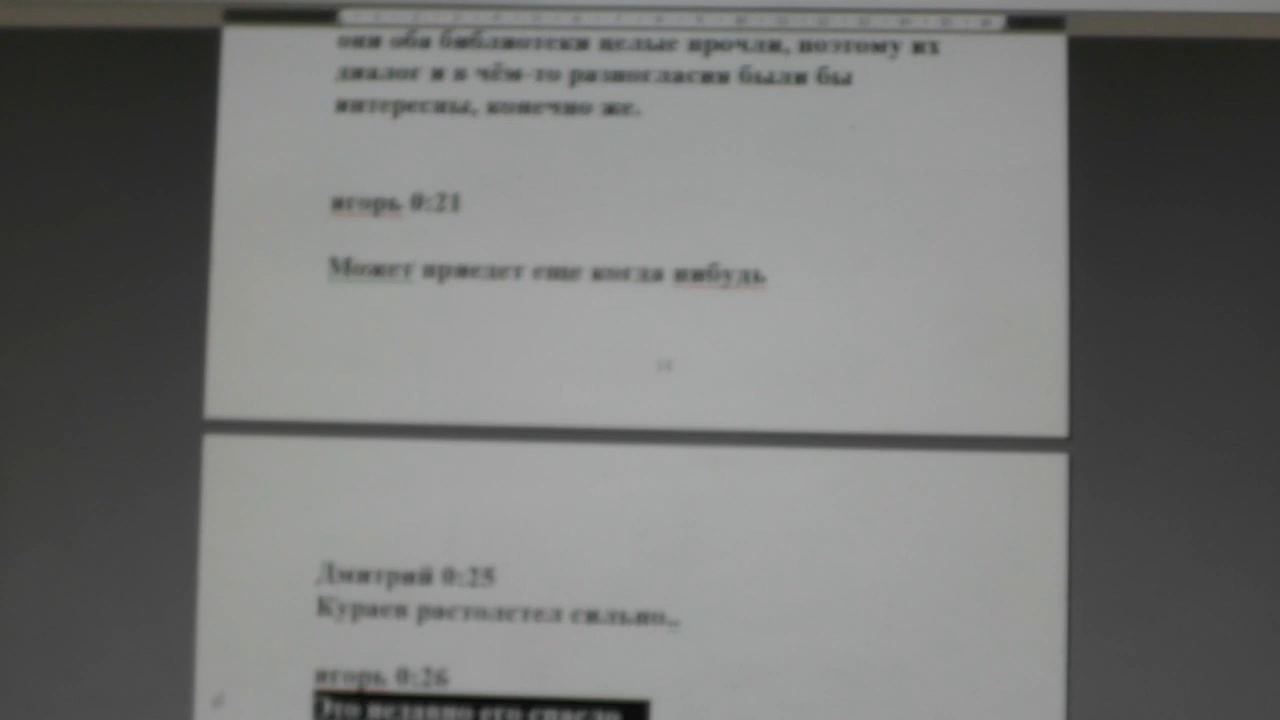 они оба библиотеки целые прочли, поэтому их
диалог и в чём-то разногласия были бы
интересны, конечно же.
игорь 0:21
Может приедет еще когда нибудь
Дмитрий 0:25
Кураев растолстел сильно..
игорь 0:26
Это недавно его